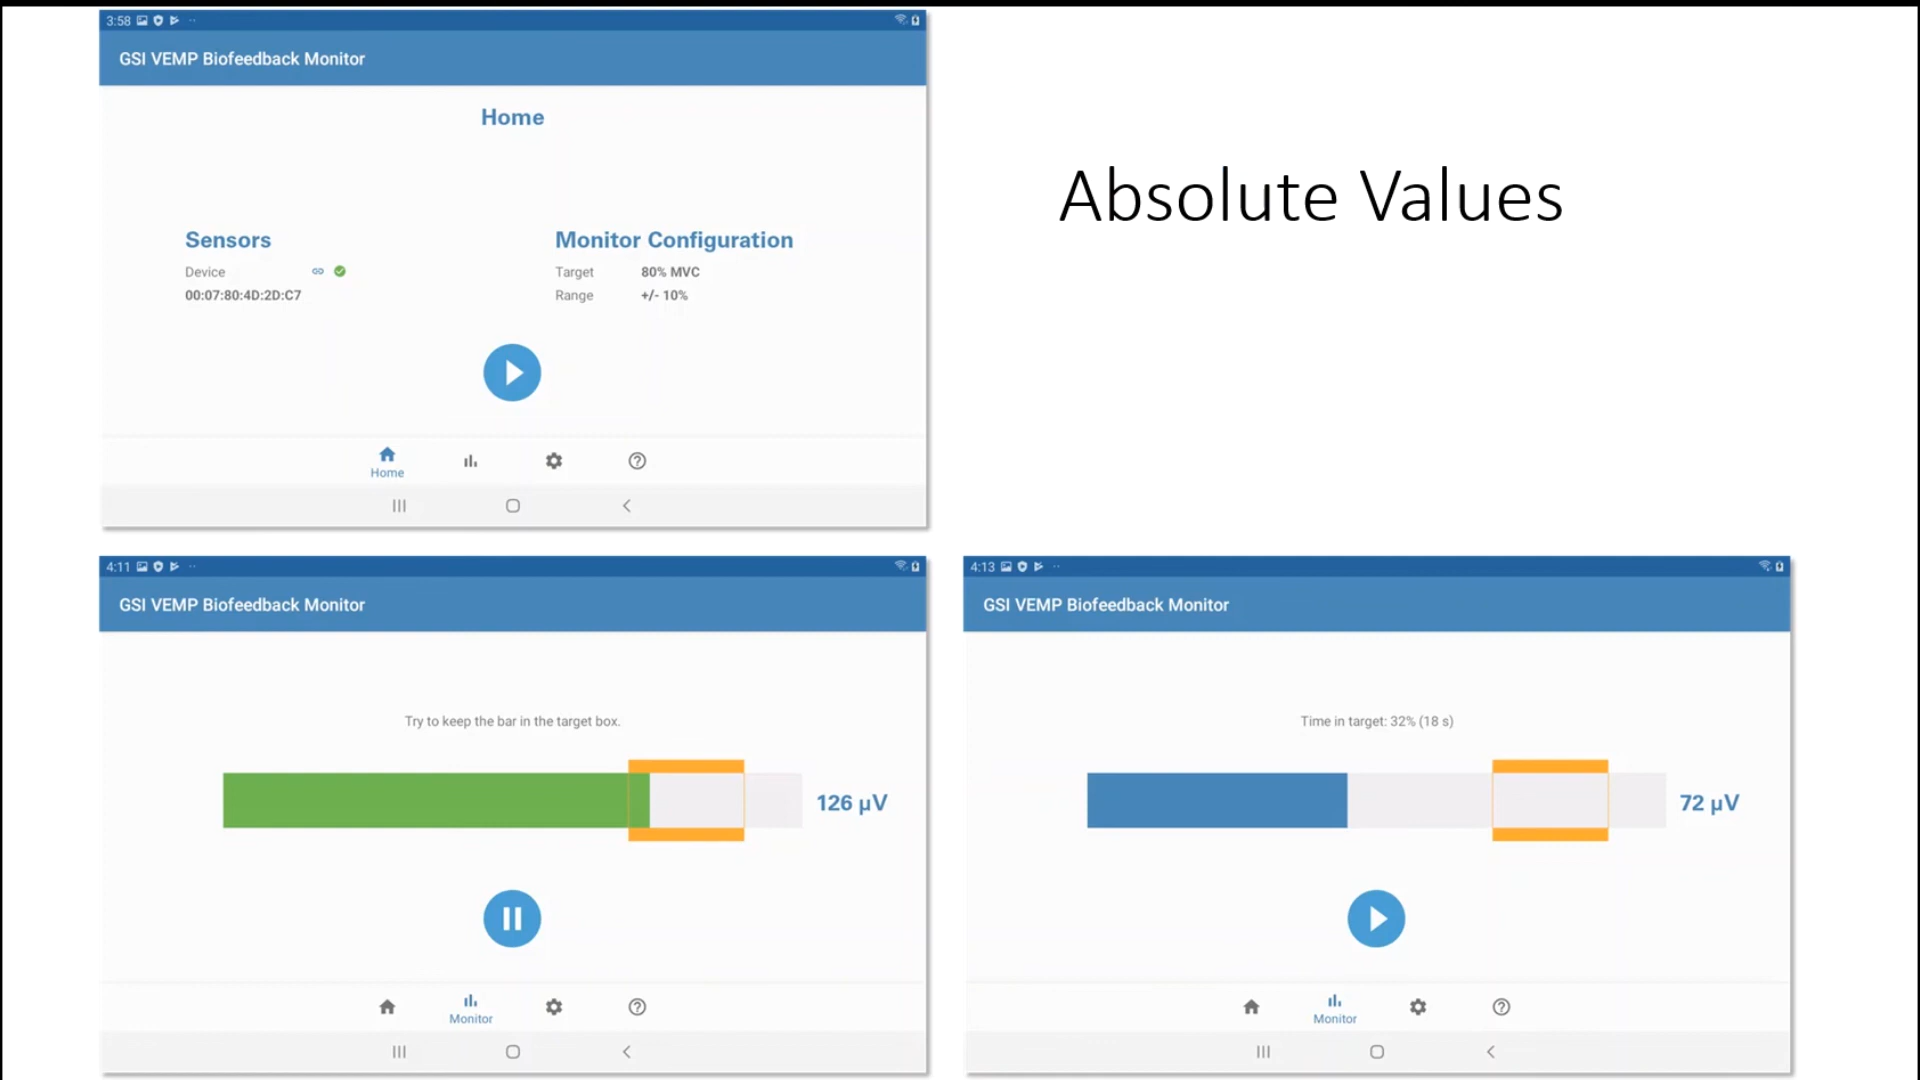 3:58
GSI VEMP Biofeedback Monitor
Home
Sensors
Device
00:07:80:4D:2D:C7
Monitor Configuration
Target 80% MVC
Range +/- 10%
Home
Absolute Values
4:11
GSI VEMP Biofeedback Monitor
Try to keep the bar in the target box.
126 µV
Monitor
4:13
GSI VEMP Biofeedback Monitor
Time in target: 32% (18 s)
72 µV
Monitor